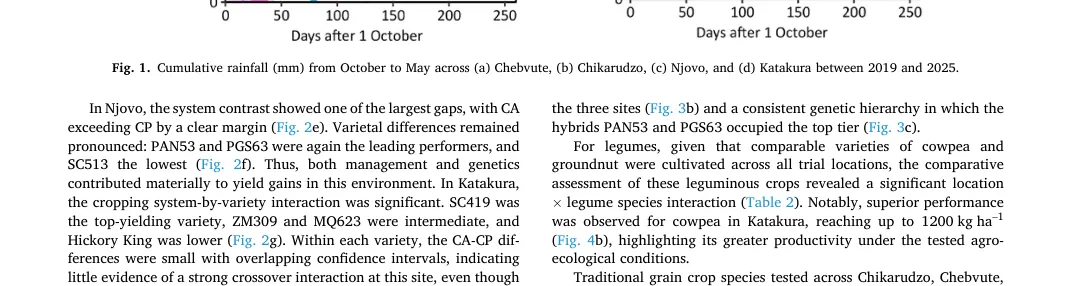 0
0 50 100 150 200 250
Days after 1 October
0
0 50 100 150 200 250
Days after 1 October
Fig. 1. Cumulative rainfall (mm) from October to May across (a) Chebvute, (b) Chikarudzo, (c) Njovo, and (d) Katakura between 2019 and 2025.
In Njovo, the system contrast showed one of the largest gaps, with CA
exceeding CP by a clear margin (Fig. 2e). Varietal differences remained
pronounced: PAN53 and PGS63 were again the leading performers, and
SC513 the lowest (Fig. 2f). Thus, both management and genetics
contributed materially to yield gains in this environment. In Katakura,
the cropping system-by-variety interaction was significant. SC419 was
the top-yielding variety, ZM309 and MQ623 were intermediate, and
Hickory King was lower (Fig. 2g). Within each variety, the CA-CP dif-
ferences were small with overlapping confidence intervals, indicating
little evidence of a strong crossover interaction at this site, even though
the three sites (Fig. 3b) and a consistent genetic hierarchy in which the
hybrids PAN53 and PGS63 occupied the top tier (Fig. 3c).
For legumes, given that comparable varieties of cowpea and
groundnut were cultivated across all trial locations, the comparative
assessment of these leguminous crops revealed a significant location
× legume species interaction (Table 2). Notably, superior performance
was observed for cowpea in Katakura, reaching up to 1200 kg ha⁻¹
(Fig. 4b), highlighting its greater productivity under the tested agro-
ecological conditions.
Traditional grain crop species tested across Chikarudzo, Chebvute,